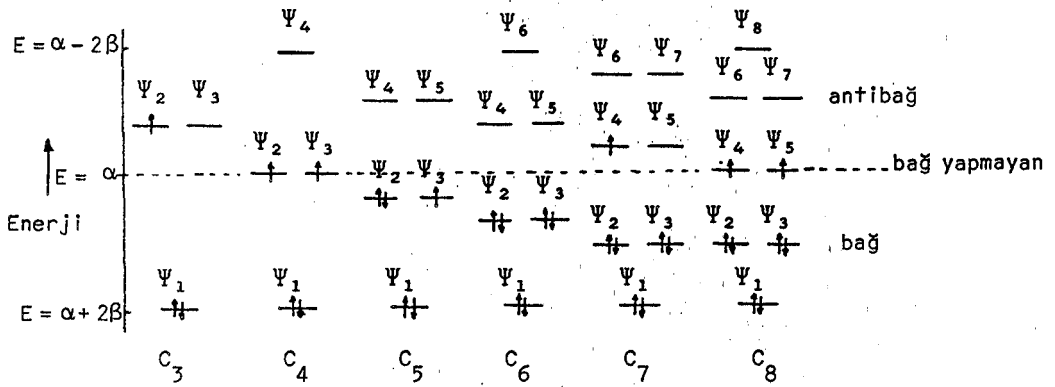 Ψ₄ Ψ₆ Ψ₈
E = α − 2β
Ψ₆ Ψ₇ Ψ₆ Ψ₇
Ψ₂ Ψ₃ Ψ₄ Ψ₅ antibağ
Ψ₄ Ψ₅ Ψ₄ Ψ₅ Ψ₄ Ψ₅
Ψ₂ Ψ₃ bağ yapmayan
E = α Ψ₂ Ψ₃
Ψ₂ Ψ₃
Enerji Ψ₂ Ψ₃ Ψ₂ Ψ₃ bağ
Ψ₁ Ψ₁ Ψ₁ Ψ₁ Ψ₁ Ψ₁
E = α + 2β
C₃ C₄ C₅ C₆ C₇ C₈